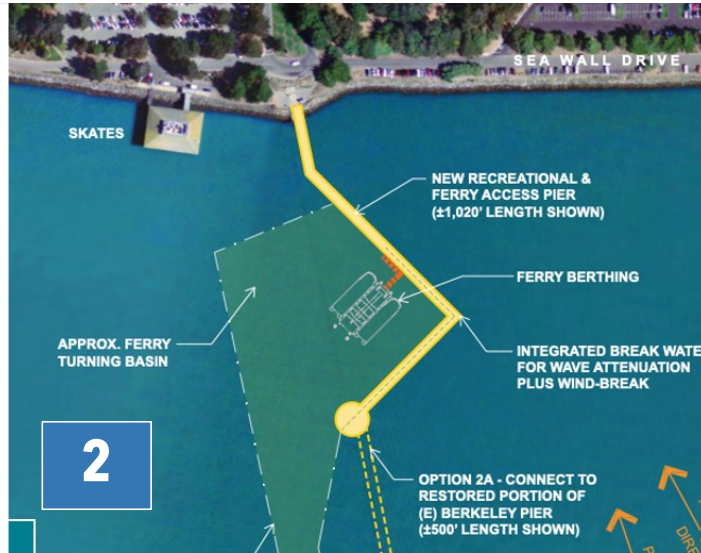 SEA WALL DRIVE
SKATES
NEW RECREATIONAL &
FERRY ACCESS PIER
(±1,020' LENGTH SHOWN)
FERRY BERTHING
APPROX. FERRY
TURNING BASIN
INTEGRATED BREAK WATE
FOR WAVE ATTENUATION
PLUS WIND-BREAK
2
OPTION 2A - CONNECT TO
RESTORED PORTION OF
(E) BERKELEY PIER
(±500' LENGTH SHOWN)
DIRE